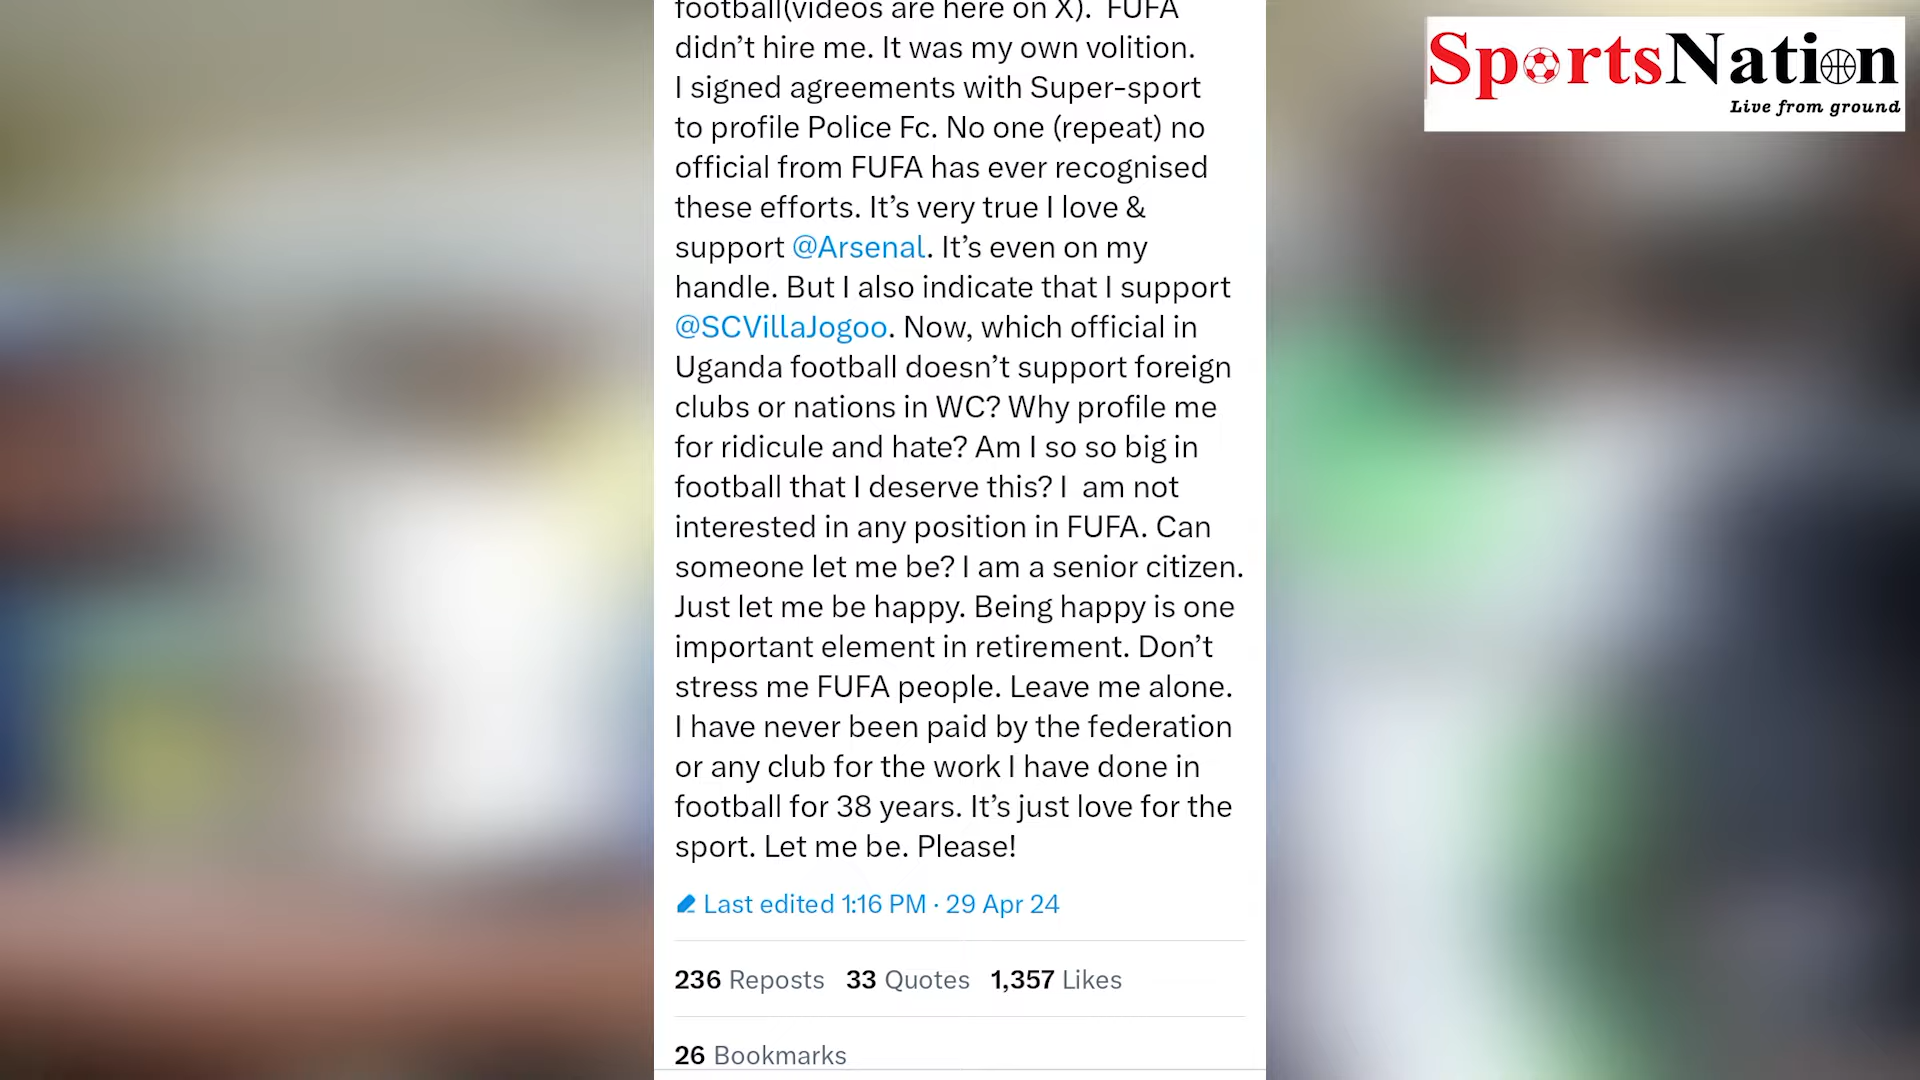 football(videos are here on X). FUFA
didn't hire me. It was my own volition.
I signed agreements with Super-sport
to profile Police Fc. No one (repeat) no
official from FUFA has ever recognised
these efforts. It's very true I love &
support @Arsenal. It's even on my
handle. But I also indicate that I support
@SCVillaJogoo. Now, which official in
Uganda football doesn't support foreign
clubs or nations in WC? Why profile me
for ridicule and hate? Am I so so big in
football that I deserve this? I  am not
interested in any position in FUFA. Can
someone let me be? I am a senior citizen.
Just let me be happy. Being happy is one
important element in retirement. Don't
stress me FUFA people. Leave me alone.
I have never been paid by the federation
or any club for the work I have done in
football for 38 years. It's just love for the
sport. Let me be. Please!
Last edited 1:16 PM · 29 Apr 24
236 Reposts 33 Quotes 1,357 Likes
26 Bookmarks
SportsNation
Live from ground